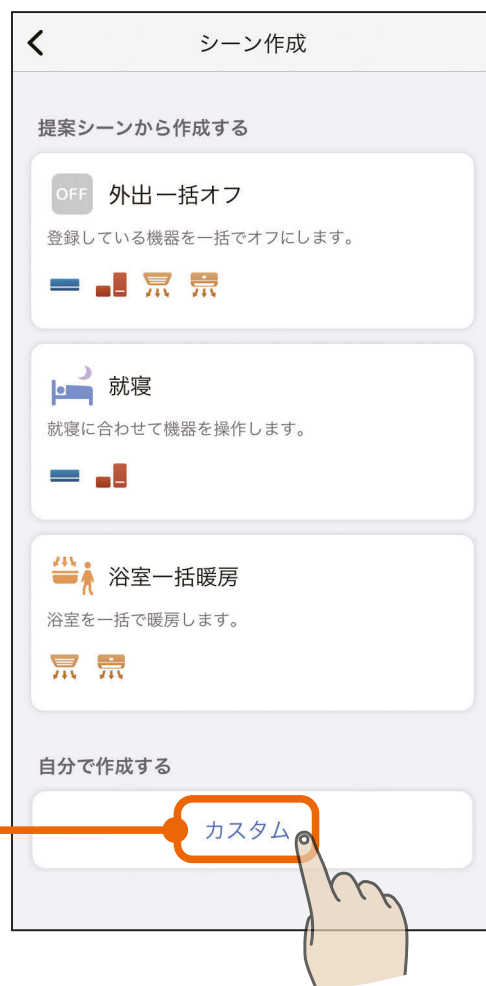 シーン作成
提案シーンから作成する
OFF 外出一括オフ
登録している機器を一括でオフにします。
就寝
就寝に合わせて機器を操作します。
浴室一括暖房
浴室を一括で暖房します。
自分で作成する
カスタム